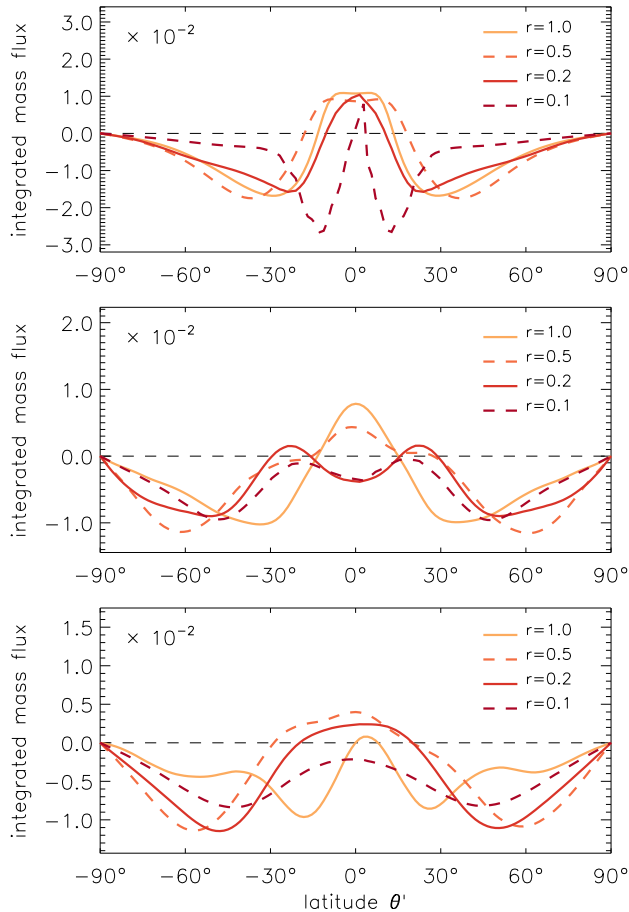 3.0
2.0
1.0
0.0
−1.0
−2.0
−3.0
integrated mass flux
× 10⁻²
r=1.0
r=0.5
r=0.2
r=0.1
−90° −60° −30° 0° 30° 60° 90°
2.0
1.0
0.0
−1.0
integrated mass flux
× 10⁻²
r=1.0
r=0.5
r=0.2
r=0.1
−90° −60° −30° 0° 30° 60° 90°
1.5
1.0
0.5
0.0
−0.5
−1.0
integrated mass flux
× 10⁻²
r=1.0
r=0.5
r=0.2
r=0.1
−90° −60° −30° 0° 30° 60° 90°
latitude θ'